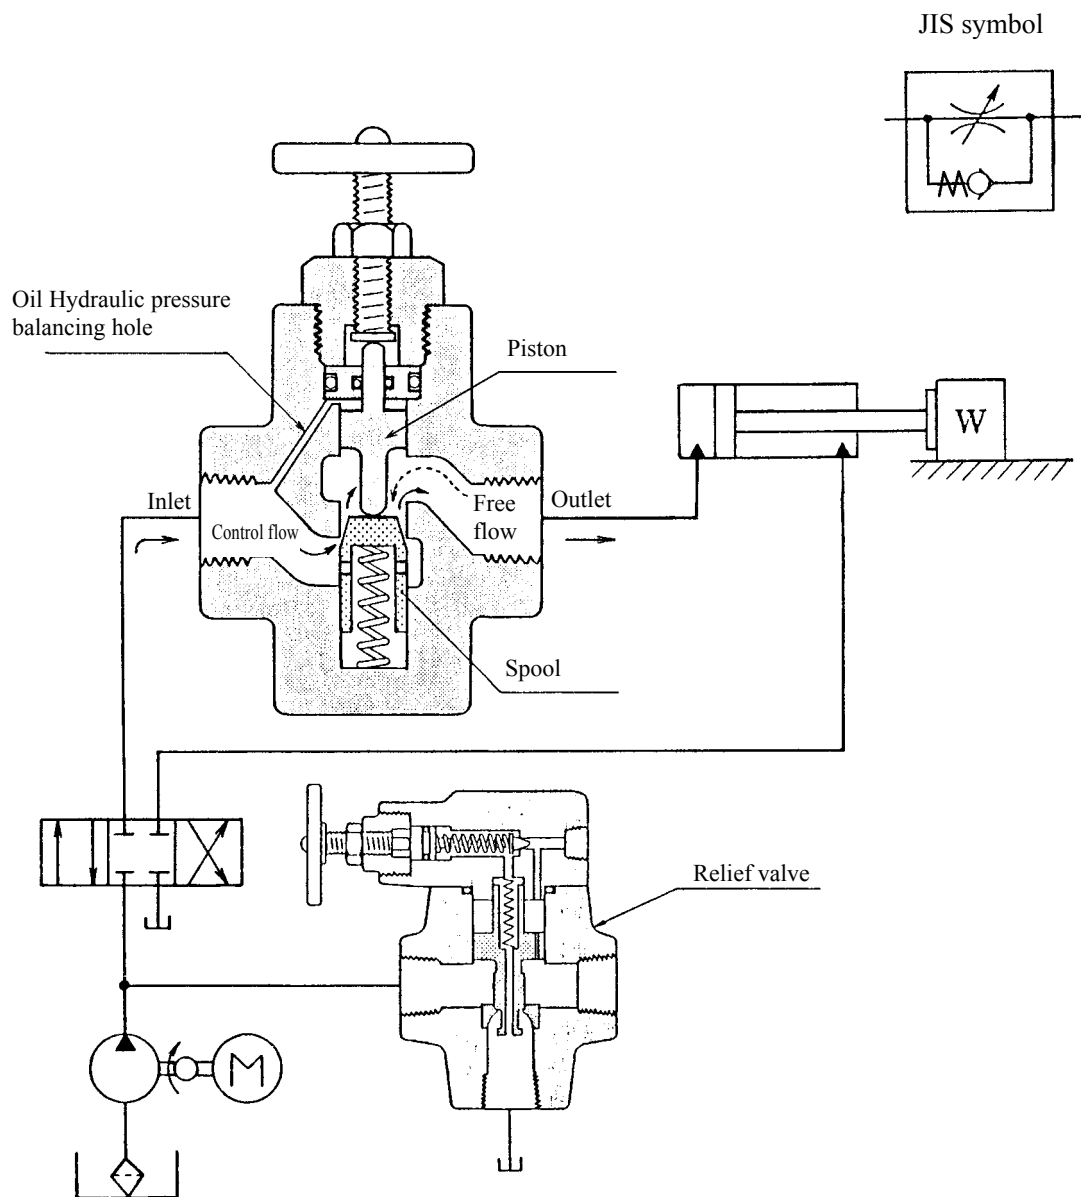 JIS symbol
Oil Hydraulic pressure
balancing hole
Piston
W
Inlet
Control flow
Free
flow
Outlet
Spool
Relief valve
M